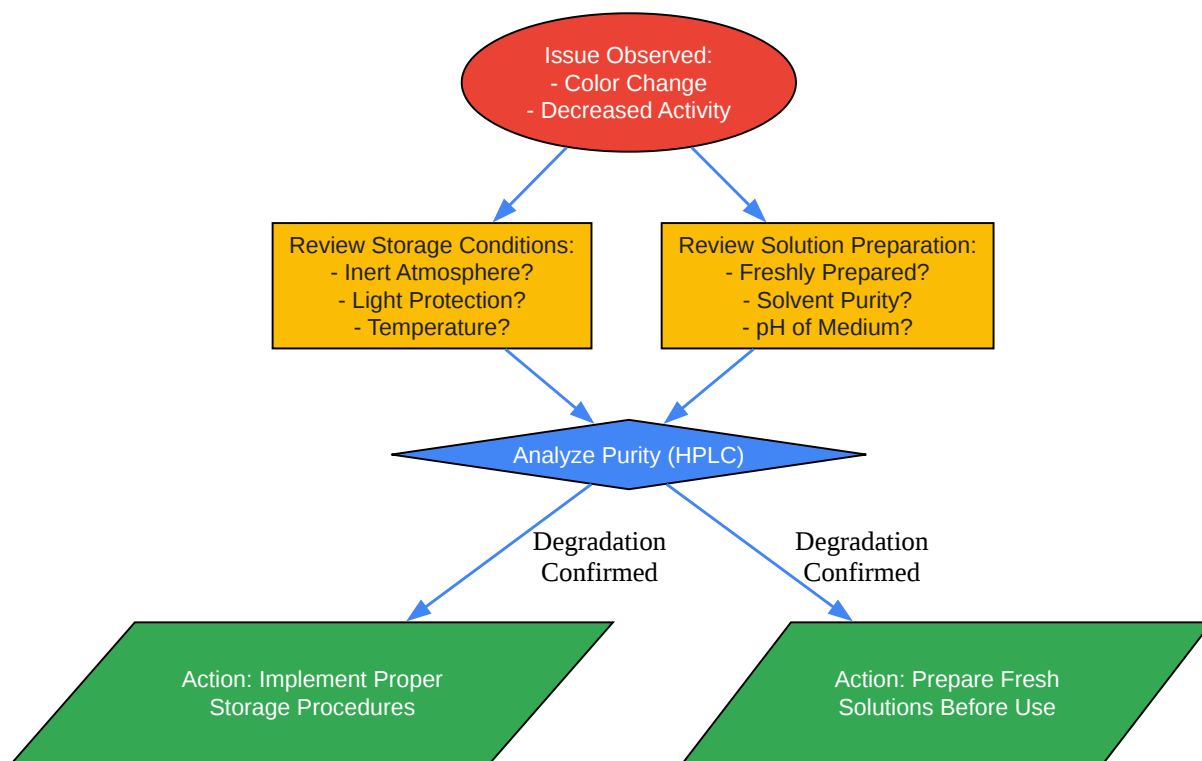 Issue Observed:
- Color Change
- Decreased Activity
Review Storage Conditions:
- Inert Atmosphere?
- Light Protection?
- Temperature?
Review Solution Preparation:
- Freshly Prepared?
- Solvent Purity?
- pH of Medium?
Analyze Purity (HPLC)
Degradation
Confirmed
Degradation
Confirmed
Action: Implement Proper
Storage Procedures
Action: Prepare Fresh
Solutions Before Use